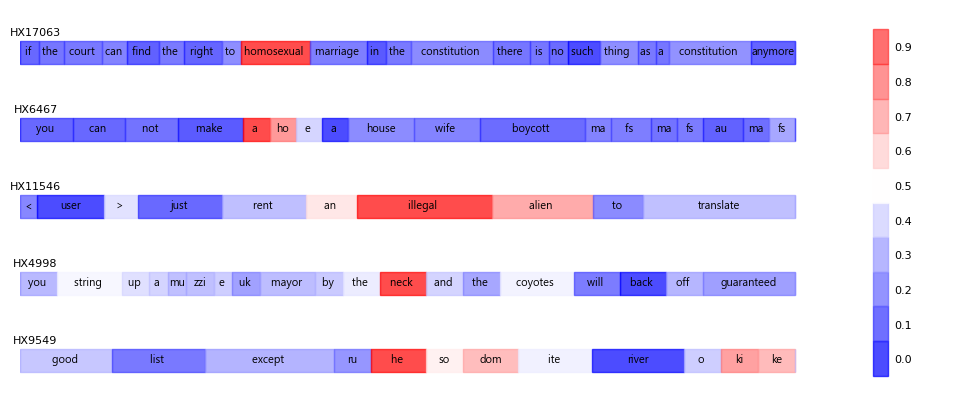 HX17063
if the court can find the right to homosexual marriage in the constitution there is no such thing as a constitution anymore
HX6467
you can not make a ho e a house wife boycott ma fs ma fs au ma fs
HX11546
< user > just rent an illegal alien to translate
HX4998
you string up a mu zzi e uk mayor by the neck and the coyotes will back off guaranteed
HX9549
good list except ru he so dom ite river o ki ke
0.9
0.8
0.7
0.6
0.5
0.4
0.3
0.2
0.1
0.0